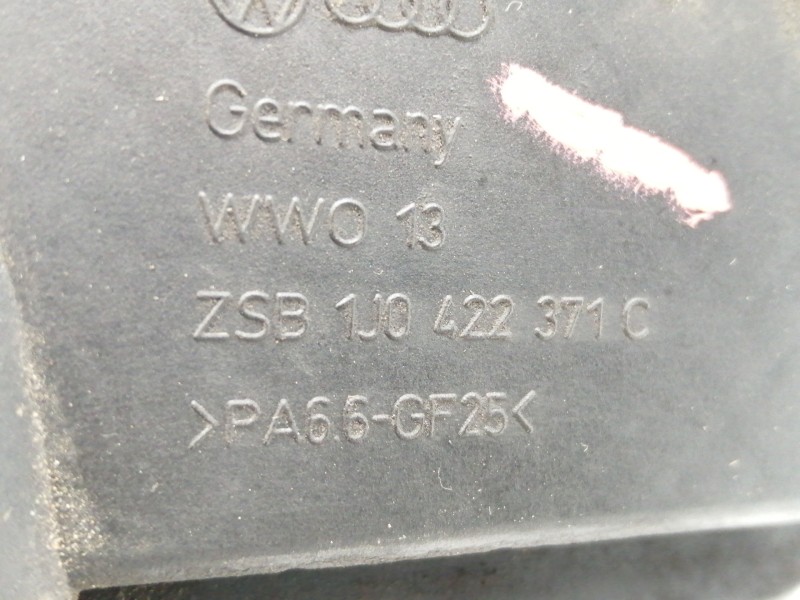 Germany
WWO 13
ZSB 1J0 422 371 C
>PA6.6-GF25<